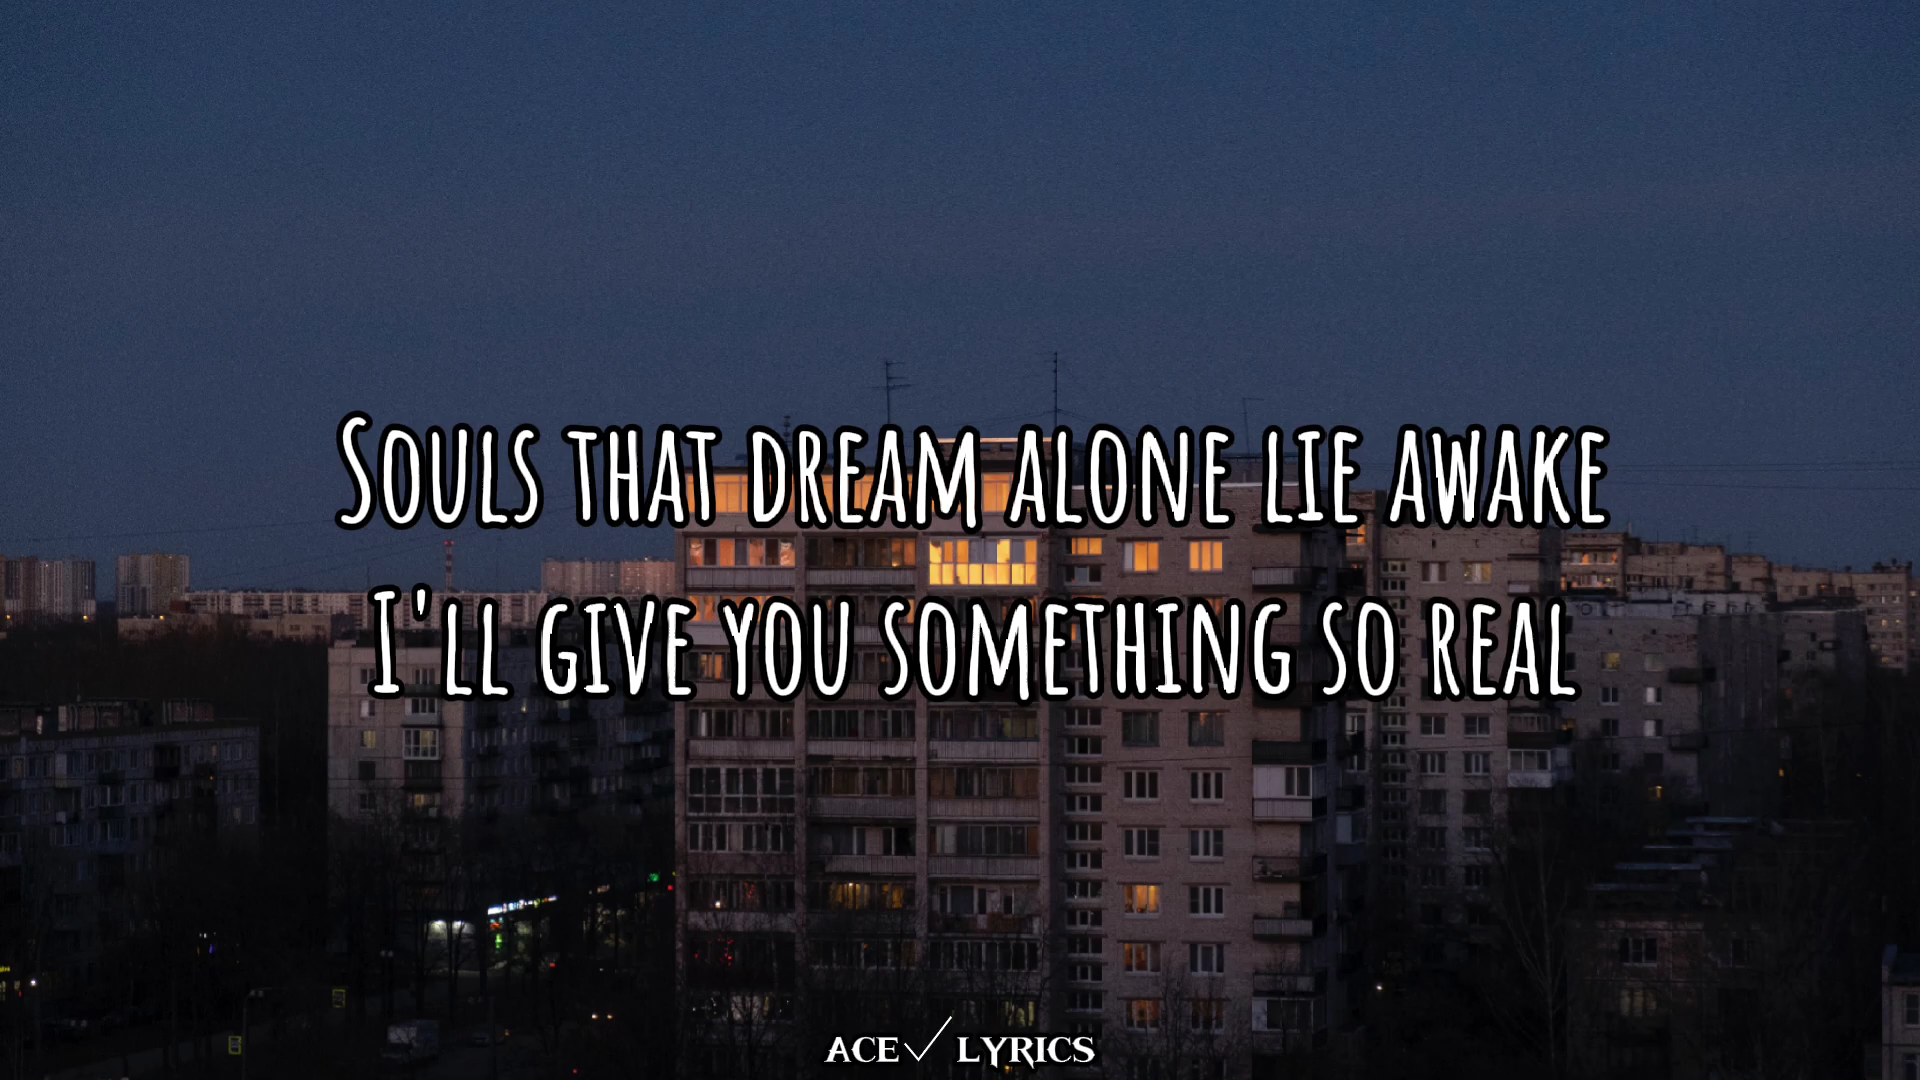 Souls that dream alone lie awake
I'll give you something so real
ACE✓ LYRICS